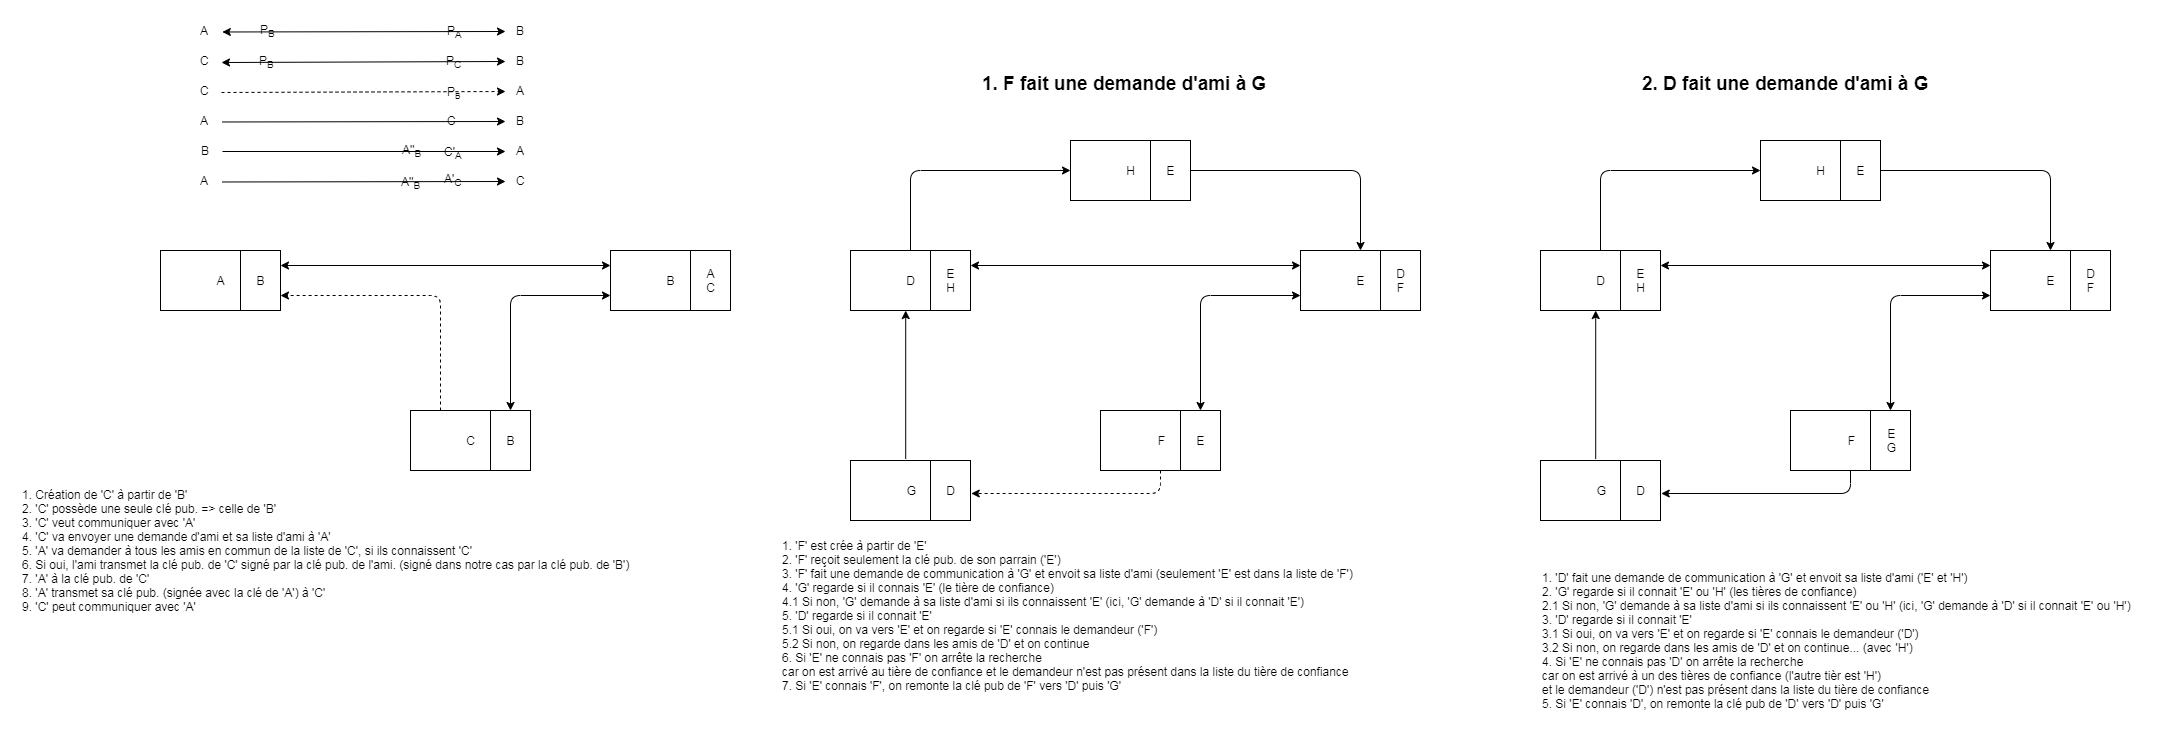 A P_B P_A B
C P_B P_C B
C P_B A
A C B
B A''_B C'_A A
A A''_B A'_C C
A B
B A
C
C B
1. Création de 'C' à partir de 'B'
2. 'C' possède une seule clé pub. => celle de 'B'
3. 'C' veut communiquer avec 'A'
4. 'C' va envoyer une demande d'ami et sa liste d'ami à 'A'
5. 'A' va demander à tous les amis en commun de la liste de 'C', si ils connaissent 'C'
6. Si oui, l'ami transmet la clé pub. de 'C' signé par la clé pub. de l'ami. (signé dans notre cas par la clé pub. de 'B')
7. 'A' à la clé pub. de 'C'
8. 'A' transmet sa clé pub. (signée avec la clé de 'A') à 'C'
9. 'C' peut communiquer avec 'A'
1. F fait une demande d'ami à G
H E
D E
H
E D
F
F E
G D
1. 'F' est crée à partir de 'E'
2. 'F' reçoit seulement la clé pub. de son parrain ('E')
3. 'F' fait une demande de communication à 'G' et envoit sa liste d'ami (seulement 'E' est dans la liste de 'F')
4. 'G' regarde si il connais 'E' (le tière de confiance)
4.1 Si non, 'G' demande à sa liste d'ami si ils connaissent 'E' (ici, 'G' demande à 'D' si il connait 'E')
5. 'D' regarde si il connait 'E'
5.1 Si oui, on va vers 'E' et on regarde si 'E' connais le demandeur ('F')
5.2 Si non, on regarde dans les amis de 'D' et on continue
6. Si 'E' ne connais pas 'F' on arrête la recherche
car on est arrivé au tière de confiance et le demandeur n'est pas présent dans la liste du tière de confiance
7. Si 'E' connais 'F', on remonte la clé pub de 'F' vers 'D' puis 'G'
2. D fait une demande d'ami à G
H E
D E
H
E D
F
F E
G
G D
1. 'D' fait une demande de communication à 'G' et envoit sa liste d'ami ('E' et 'H')
2. 'G' regarde si il connait 'E' ou 'H' (les tières de confiance)
2.1 Si non, 'G' demande à sa liste d'ami si ils connaissent 'E' ou 'H' (ici, 'G' demande à 'D' si il connait 'E' ou 'H')
3. 'D' regarde si il connait 'E'
3.1 Si oui, on va vers 'E' et on regarde si 'E' connais le demandeur ('D')
3.2 Si non, on regarde dans les amis de 'D' et on continue... (avec 'H')
4. Si 'E' ne connais pas 'D' on arrête la recherche
car on est arrivé à un des tières de confiance (l'autre tièr est 'H')
et le demandeur ('D') n'est pas présent dans la liste du tière de confiance
5. Si 'E' connais 'D', on remonte la clé pub de 'D' vers 'D' puis 'G'